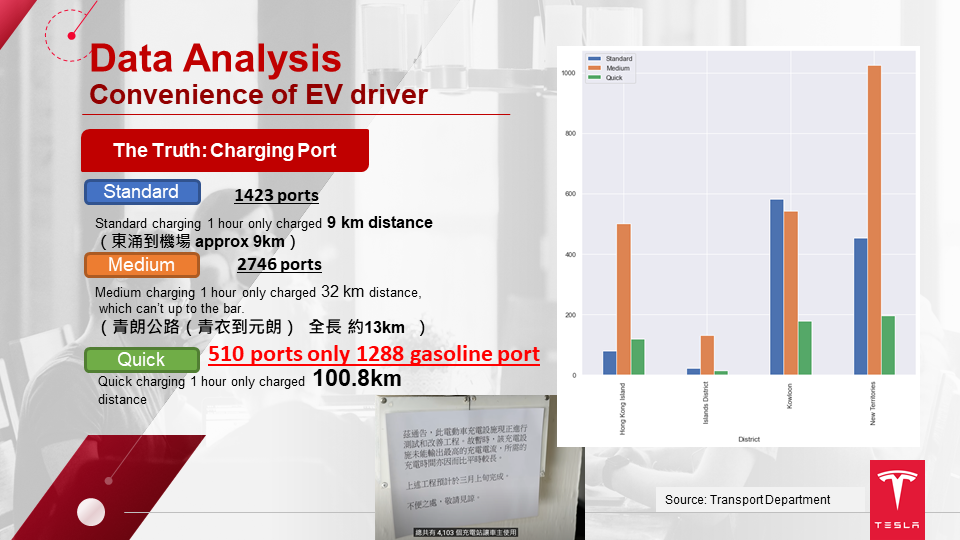 Data Analysis
Convenience of EV driver
The Truth: Charging Port
Standard
1423 ports
Standard charging 1 hour only charged 9 km distance
（東涌到機場 approx 9km）
Medium
2746 ports
Medium charging 1 hour only charged 32 km distance,
which can't up to the bar.
（青朗公路（青衣到元朗） 全長 約13km ）
Quick
510 ports only 1288 gasoline port
Quick charging 1 hour only charged 100.8km
distance
Standard
Medium
Quick
1000
800
600
400
200
0
Hong Kong Island
Islands District
Kowloon
New Territories
District
茲通告，此電動車充電設施現正進行
測試和改善工程。故暫時，該充電設
施未能輸出最高的充電電流，所需的
充電時間亦因而比平時較長。
上述工程預計於三月上旬完成。
不便之處，敬請見諒。
總共有 4,103 個充電站讓車主使用
Source: Transport Department
TESLA